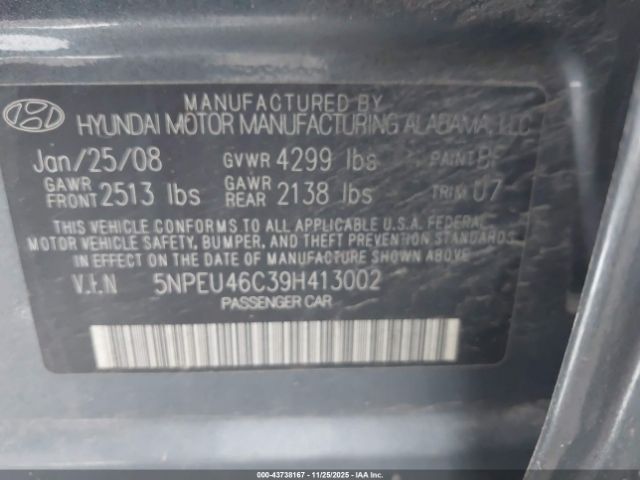 MANUFACTURED BY
HYUNDAI MOTOR MANUFACTURING ALABAMA, LLC
Jan/25/08 GVWR 4299 lbs PAINT BF
GAWR FRONT 2513 lbs GAWR REAR 2138 lbs TRIM U7
THIS VEHICLE CONFORMS TO ALL APPLICABLE U.S.A. FEDERAL
MOTOR VEHICLE SAFETY, BUMPER, AND THEFT PREVENTION STANDARDS
IN EFFECT ON THE DATE OF MANUFACTURE SHOWN ABOVE
V.I.N 5NPEU46C39H413002
PASSENGER CAR
000-43738167 - 11/25/2025 - IAA Inc.